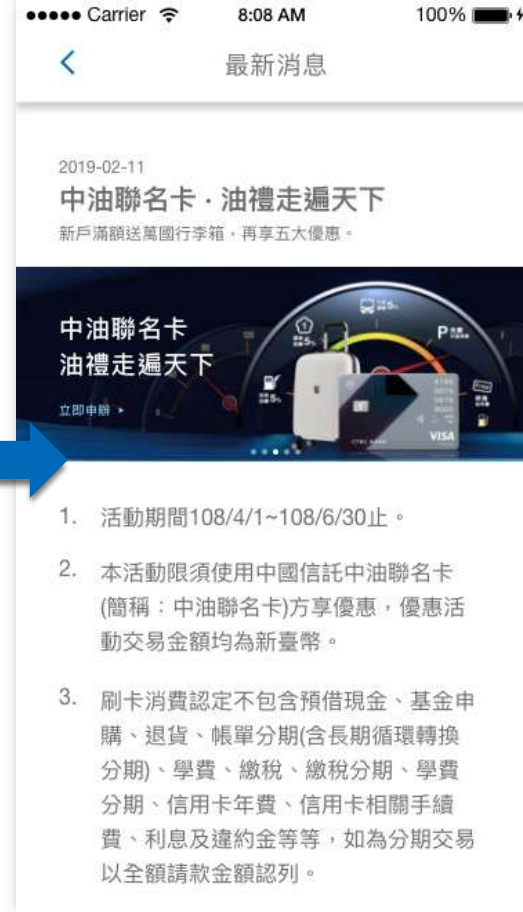 Carrier 8:08 AM 100%
最新消息
2019-02-11
中油聯名卡·油禮走遍天下
新戶滿額送萬國行李箱·再享五大優惠。
中油聯名卡
油禮走遍天下
立即申辦
5%
5%
5%
P
CTBC BANK
VISA
1. 活動期間108/4/1~108/6/30止。
2. 本活動限須使用中國信託中油聯名卡
(簡稱：中油聯名卡)方享優惠，優惠活
動交易金額均為新臺幣。
3. 刷卡消費認定不包含預借現金、基金申
購、退貨、帳單分期(含長期循環轉換
分期)、學費、繳稅、繳稅分期、學費
分期、信用卡年費、信用卡相關手續
費、利息及違約金等等，如為分期交易
以全額請款金額認列。